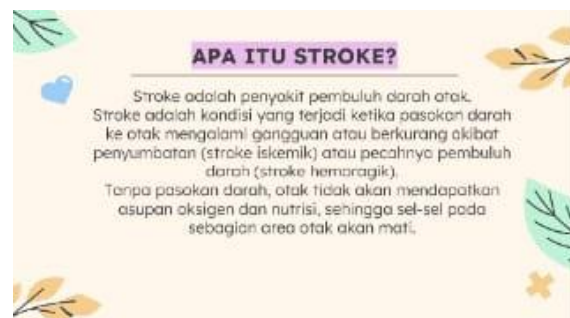 APA ITU STROKE?
Stroke adalah penyakit pembuluh darah otak.
Stroke adalah kondisi yang terjadi ketika pasokan darah
ke otak mengalami gangguan atau berkurang akibat
penyumbatan (stroke iskemik) atau pecahnya pembuluh
darah (stroke hemoragik).
Tanpa pasokan darah, otak tidak akan mendapatkan
asupan oksigen dan nutrisi, sehingga sel-sel pada
sebagian area otak akan mati.